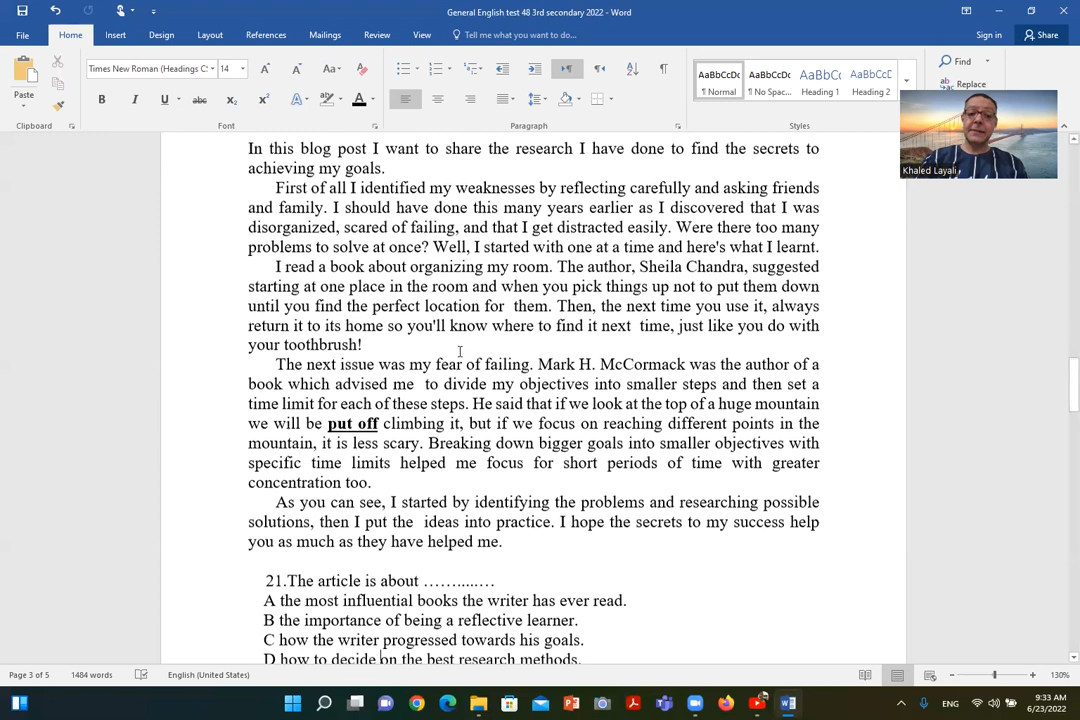 General English test 48 3rd secondary 2022 - Word
Sign in
Share
File
Home
Insert
Design
Layout
References
Mailings
Review
View
Tell me what you want to do...
Paste
Clipboard
Times New Roman (Headings C
14
Font
Paragraph
AaBbCcDc
AaBbCcDc
AaBbC
AaBbCcD
¶ Normal
¶ No Spac...
Heading 1
Heading 2
Styles
Find
Replace
Khaled Layali
In this blog post I want to share the research I have done to find the secrets to
achieving my goals.
First of all I identified my weaknesses by reflecting carefully and asking friends
and family. I should have done this many years earlier as I discovered that I was
disorganized, scared of failing, and that I get distracted easily. Were there too many
problems to solve at once? Well, I started with one at a time and here's what I learnt.
I read a book about organizing my room. The author, Sheila Chandra, suggested
starting at one place in the room and when you pick things up not to put them down
until you find the perfect location for them. Then, the next time you use it, always
return it to its home so you'll know where to find it next time, just like you do with
your toothbrush!
The next issue was my fear of failing. Mark H. McCormack was the author of a
book which advised me to divide my objectives into smaller steps and then set a
time limit for each of these steps. He said that if we look at the top of a huge mountain
we will be put off climbing it, but if we focus on reaching different points in the
mountain, it is less scary. Breaking down bigger goals into smaller objectives with
specific time limits helped me focus for short periods of time with greater
concentration too.
As you can see, I started by identifying the problems and researching possible
solutions, then I put the ideas into practice. I hope the secrets to my success help
you as much as they have helped me.
21.The article is about ……....…
A the most influential books the writer has ever read.
B the importance of being a reflective learner.
C how the writer progressed towards his goals.
D how to decide on the best research methods.
Page 3 of 5
1484 words
English (United States)
130%
ENG
9:33 AM
6/23/2022